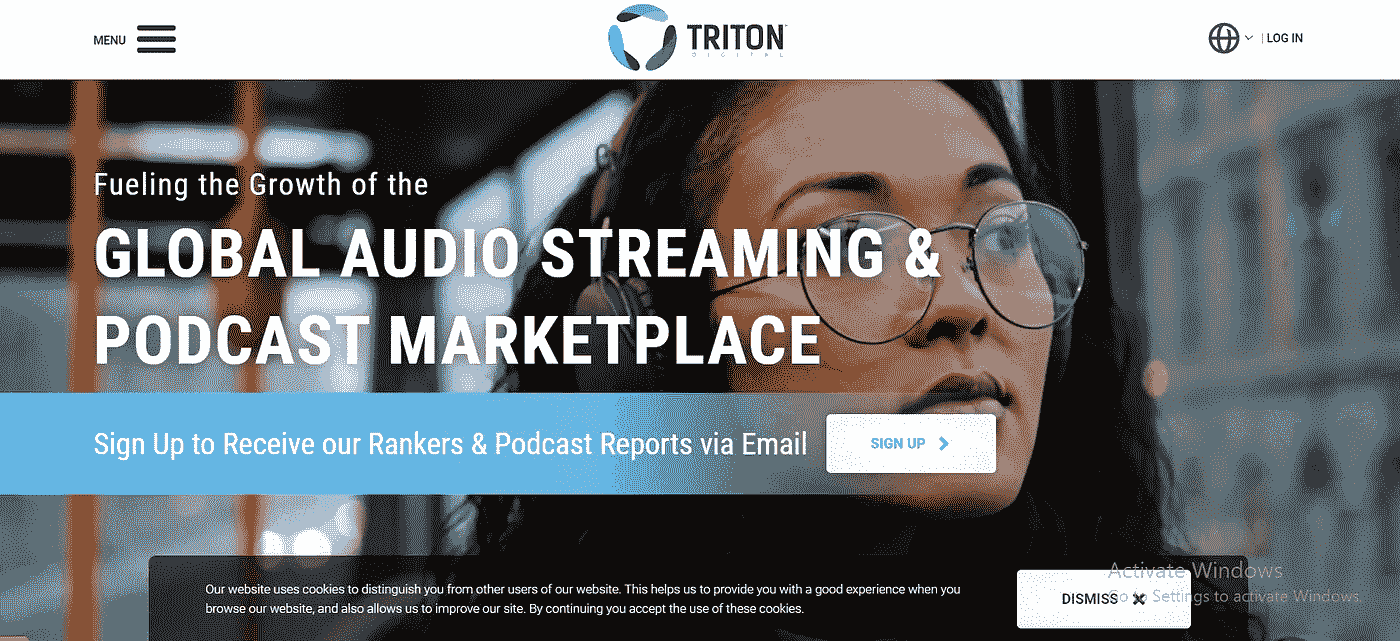 MENU
TRITON
DIGITAL
LOG IN
Fueling the Growth of the
GLOBAL AUDIO STREAMING &
PODCAST MARKETPLACE
Sign Up to Receive our Rankers & Podcast Reports via Email
SIGN UP
Our website uses cookies to distinguish you from other users of our website. This helps us to provide you with a good experience when you
browse our website, and also allows us to improve our site. By continuing you accept the use of these cookies.
DISMISS
Activate Windows
Go to Settings to activate Windows.